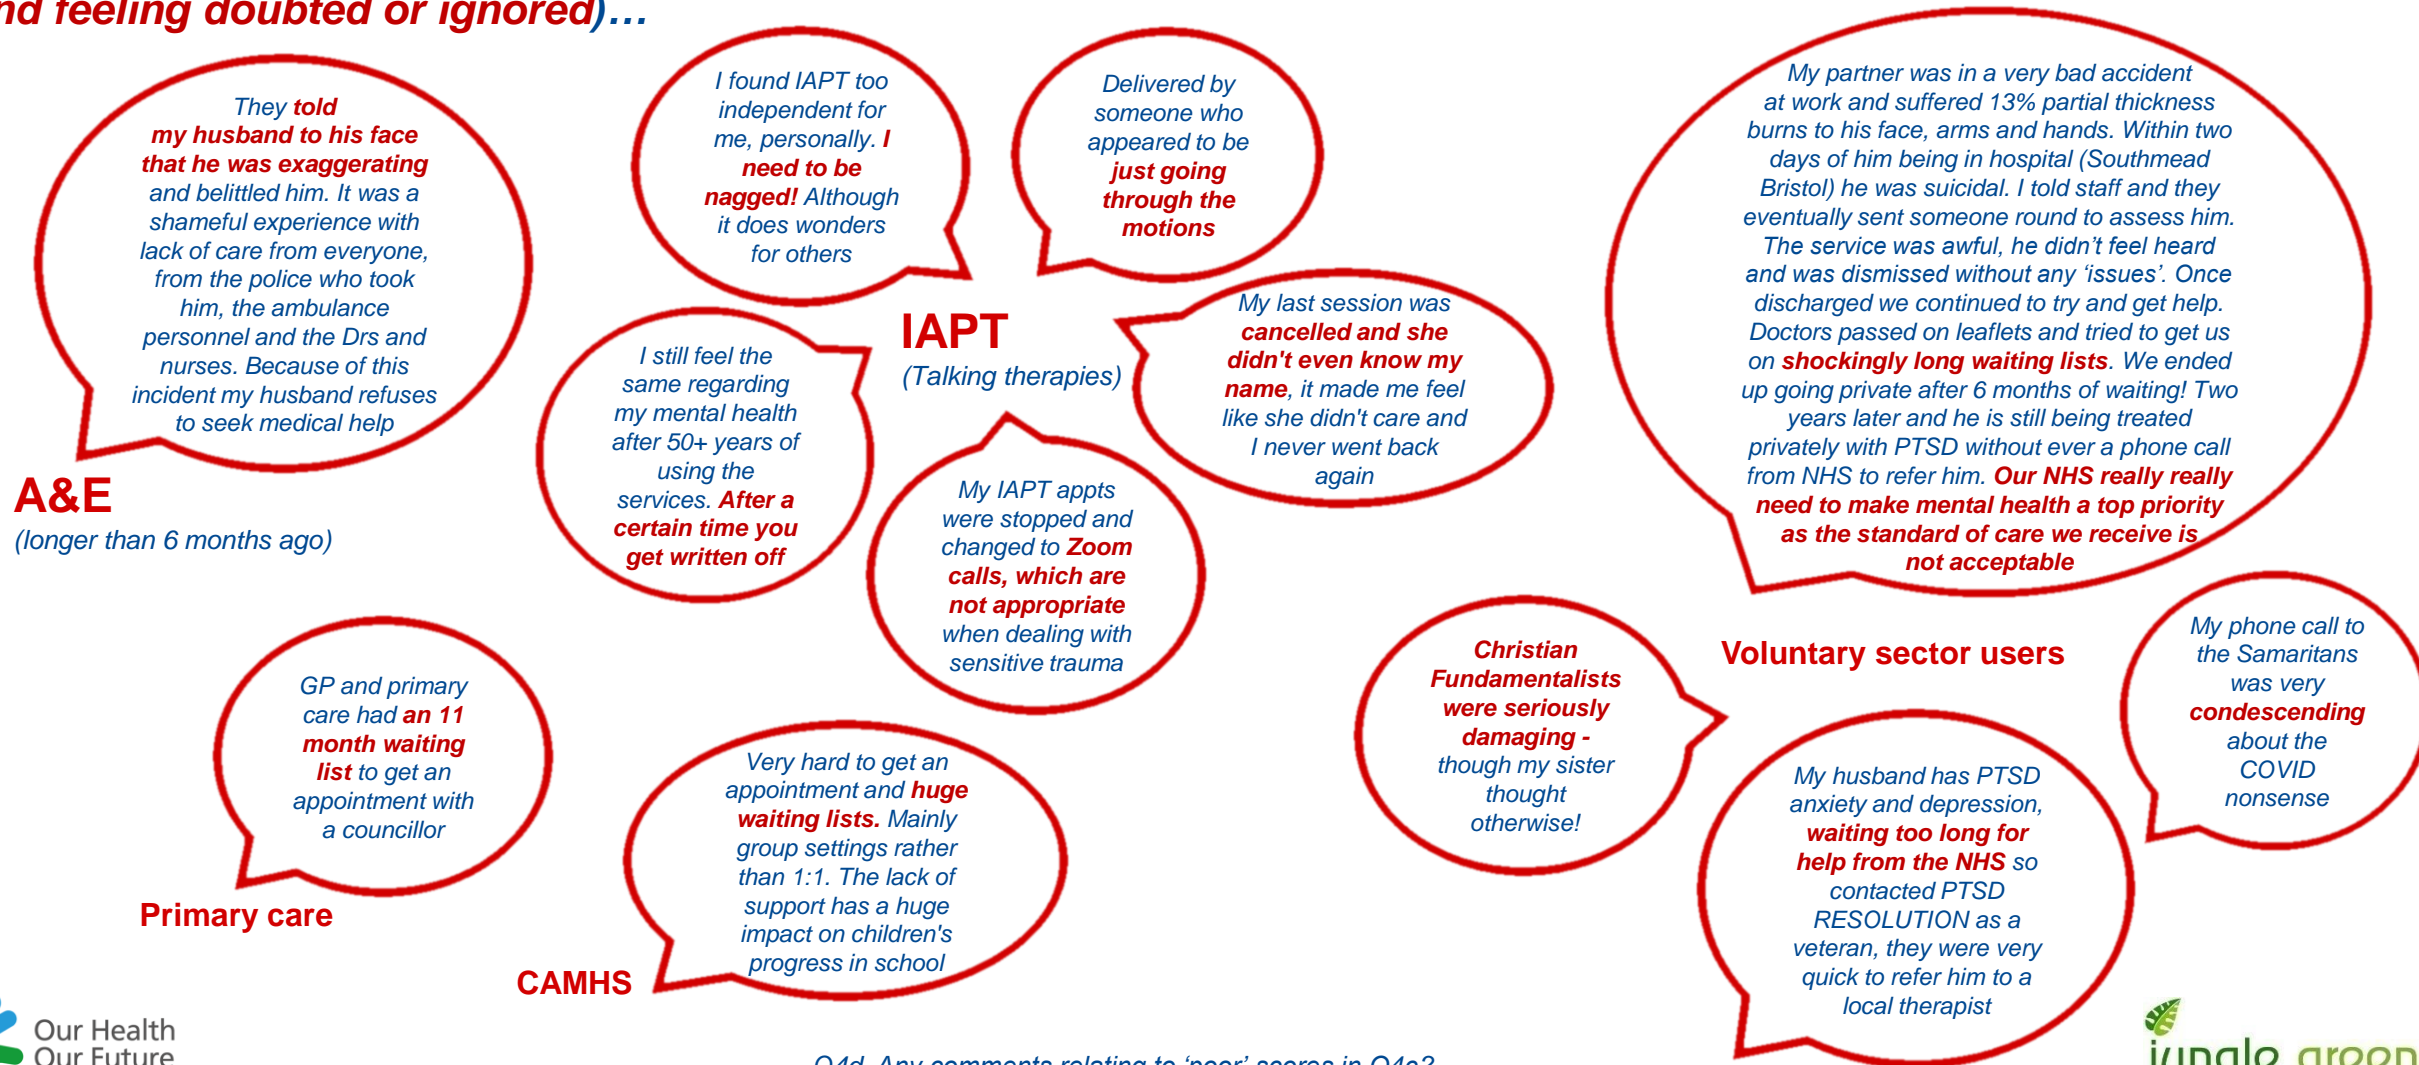 nd feeling doubted or ignored)...
They told
my husband to his face
that he was exaggerating
and belittled him. It was a
shameful experience with
lack of care from everyone,
from the police who took
him, the ambulance
personnel and the Drs and
nurses. Because of this
incident my husband refuses
to seek medical help
A&E
(longer than 6 months ago)
I found IAPT too
independent for
me, personally. I
need to be
nagged! Although
it does wonders
for others
Delivered by
someone who
appeared to be
just going
through the
motions
IAPT
(Talking therapies)
I still feel the
same regarding
my mental health
after 50+ years of
using the
services. After a
certain time you
get written off
My last session was
cancelled and she
didn't even know my
name, it made me feel
like she didn't care and
I never went back
again
My IAPT appts
were stopped and
changed to Zoom
calls, which are
not appropriate
when dealing with
sensitive trauma
My partner was in a very bad accident
at work and suffered 13% partial thickness
burns to his face, arms and hands. Within two
days of him being in hospital (Southmead
Bristol) he was suicidal. I told staff and they
eventually sent someone round to assess him.
The service was awful, he didn't feel heard
and was dismissed without any 'issues'. Once
discharged we continued to try and get help.
Doctors passed on leaflets and tried to get us
on shockingly long waiting lists. We ended
up going private after 6 months of waiting! Two
years later and he is still being treated
privately with PTSD without ever a phone call
from NHS to refer him. Our NHS really really
need to make mental health a top priority
as the standard of care we receive is
not acceptable
Voluntary sector users
GP and primary
care had an 11
month waiting
list to get an
appointment with
a councillor
Primary care
Very hard to get an
appointment and huge
waiting lists. Mainly
group settings rather
than 1:1. The lack of
support has a huge
impact on children's
progress in school
CAMHS
Christian
Fundamentalists
were seriously
damaging -
though my sister
thought
otherwise!
My husband has PTSD
anxiety and depression,
waiting too long for
help from the NHS so
contacted PTSD
RESOLUTION as a
veteran, they were very
quick to refer him to a
local therapist
My phone call to
the Samaritans
was very
condescending
about the
COVID
nonsense
Our Health
Our Future
Q4d. Any comments relating to 'poor' scores in Q4c?
jungle green